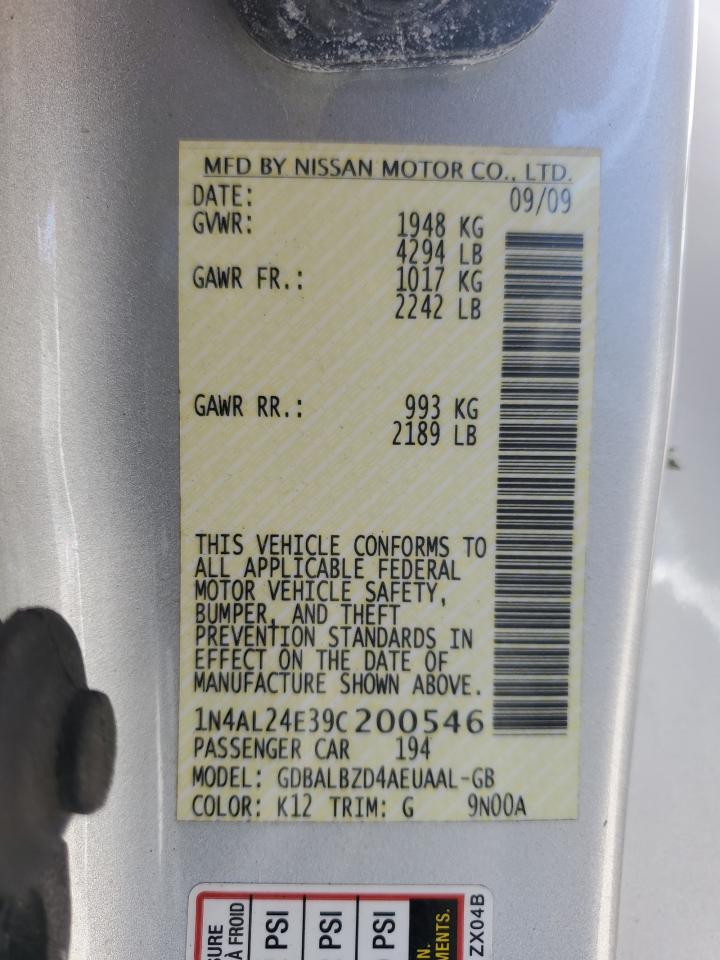 MFD BY NISSAN MOTOR CO., LTD.
DATE: 09/09
GVWR: 1948 KG
4294 LB
GAWR FR.: 1017 KG
2242 LB
GAWR RR.: 993 KG
2189 LB
THIS VEHICLE CONFORMS TO
ALL APPLICABLE FEDERAL
MOTOR VEHICLE SAFETY,
BUMPER, AND THEFT
PREVENTION STANDARDS IN
EFFECT ON THE DATE OF
MANUFACTURE SHOWN ABOVE.
1N4AL24E39C200546
PASSENGER CAR 194
MODEL: GDBALBZD4AEUAAL-GB
COLOR: K12 TRIM: G 9N00A
À FROID
PSI
PSI
PSI
ZX04B